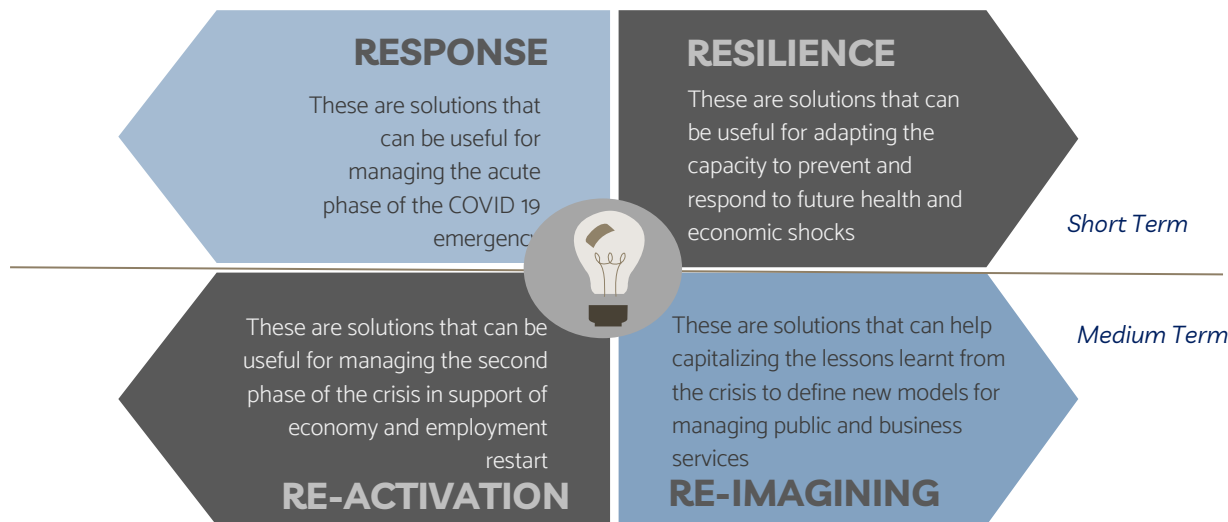 RESPONSE
These are solutions that
can be useful for
managing the acute
phase of the COVID 19
emergency
RESILIENCE
These are solutions that can
be useful for adapting the
capacity to prevent and
respond to future health and
economic shocks
Short Term
Medium Term
These are solutions that can be
useful for managing the second
phase of the crisis in support of
economy and employment
restart
RE-ACTIVATION
These are solutions that can help
capitalizing the lessons learnt from
the crisis to define new models for
managing public and business
services
RE-IMAGINING